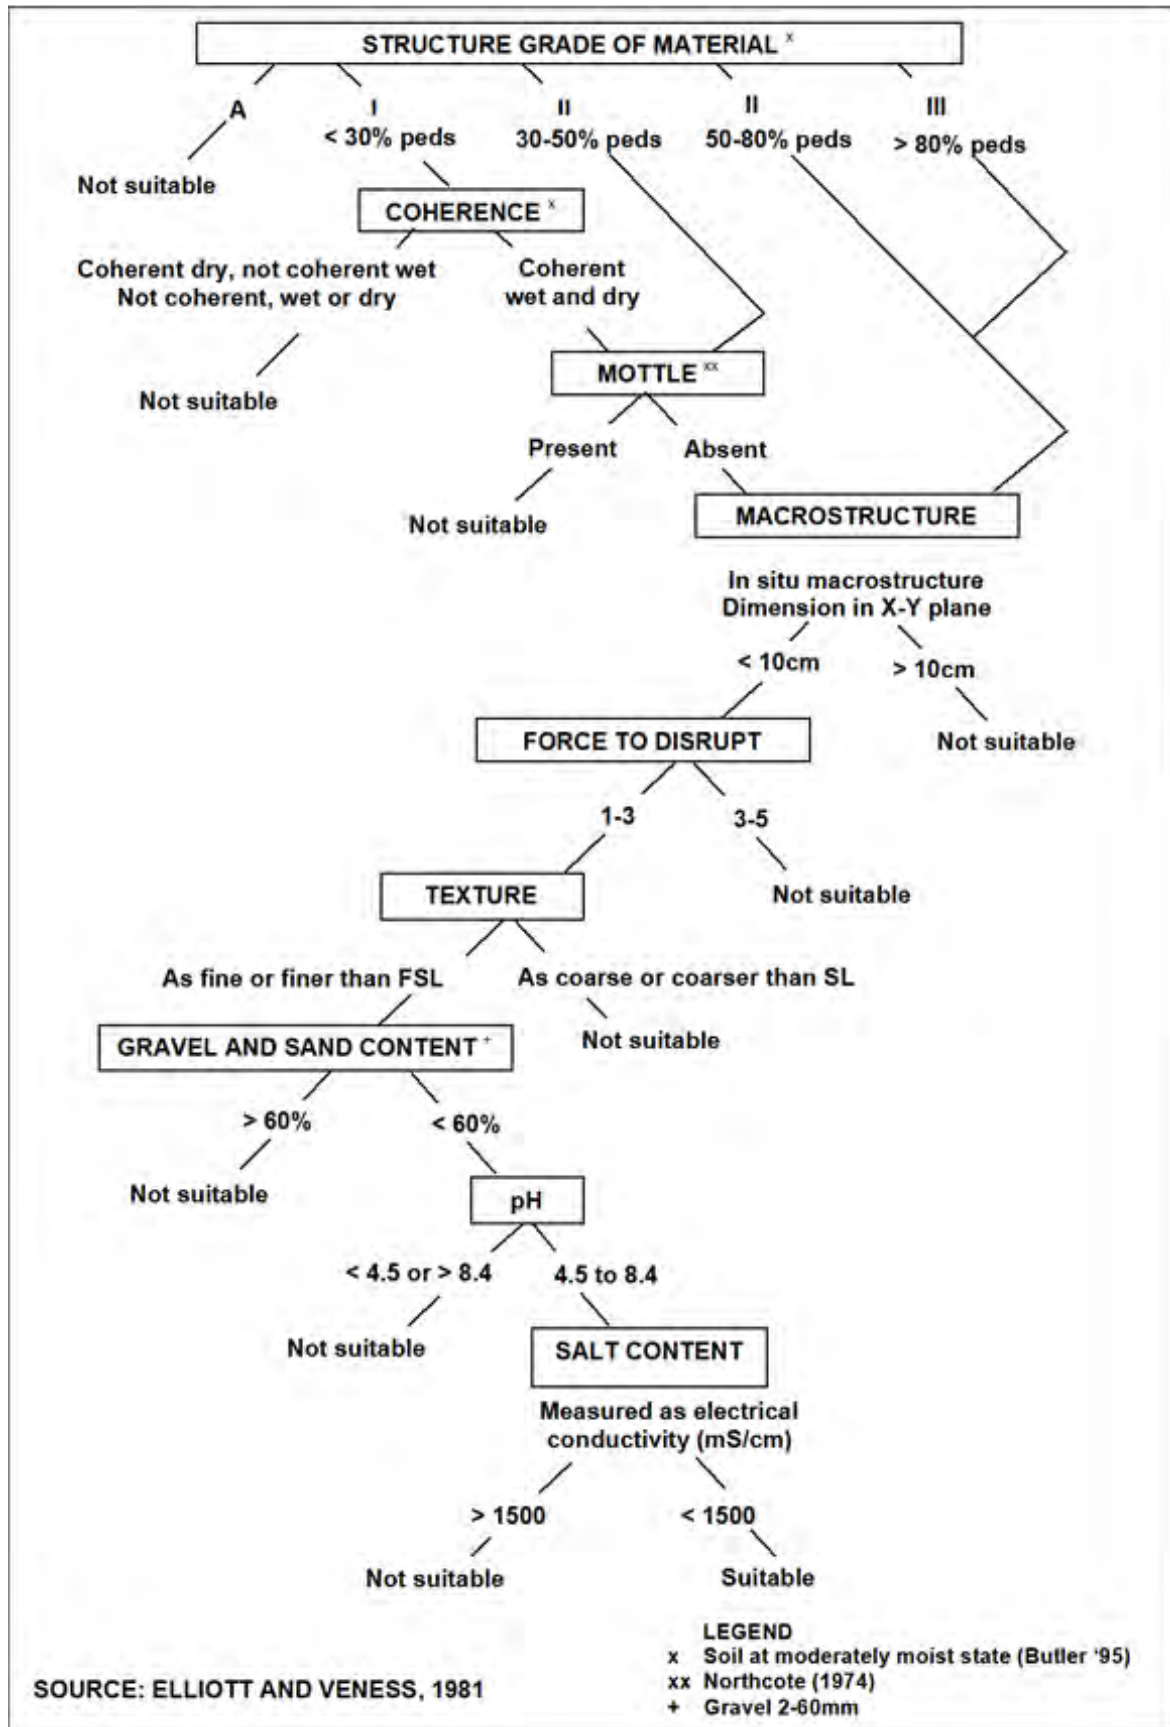 STRUCTURE GRADE OF MATERIAL x
A I II II III
< 30% peds 30-50% peds 50-80% peds > 80% peds
Not suitable
COHERENCE x
Coherent dry, not coherent wet
Not coherent, wet or dry
Coherent
wet and dry
Not suitable
MOTTLE xx
Present Absent
Not suitable
MACROSTRUCTURE
In situ macrostructure
Dimension in X-Y plane
< 10cm > 10cm
FORCE TO DISRUPT
Not suitable
1-3 3-5
TEXTURE
Not suitable
As fine or finer than FSL As coarse or coarser than SL
GRAVEL AND SAND CONTENT +
Not suitable
> 60% < 60%
Not suitable
pH
< 4.5 or > 8.4 4.5 to 8.4
Not suitable
SALT CONTENT
Measured as electrical
conductivity (mS/cm)
> 1500 < 1500
Not suitable Suitable
LEGEND
x Soil at moderately moist state (Butler '95)
xx Northcote (1974)
+ Gravel 2-60mm
SOURCE: ELLIOTT AND VENESS, 1981